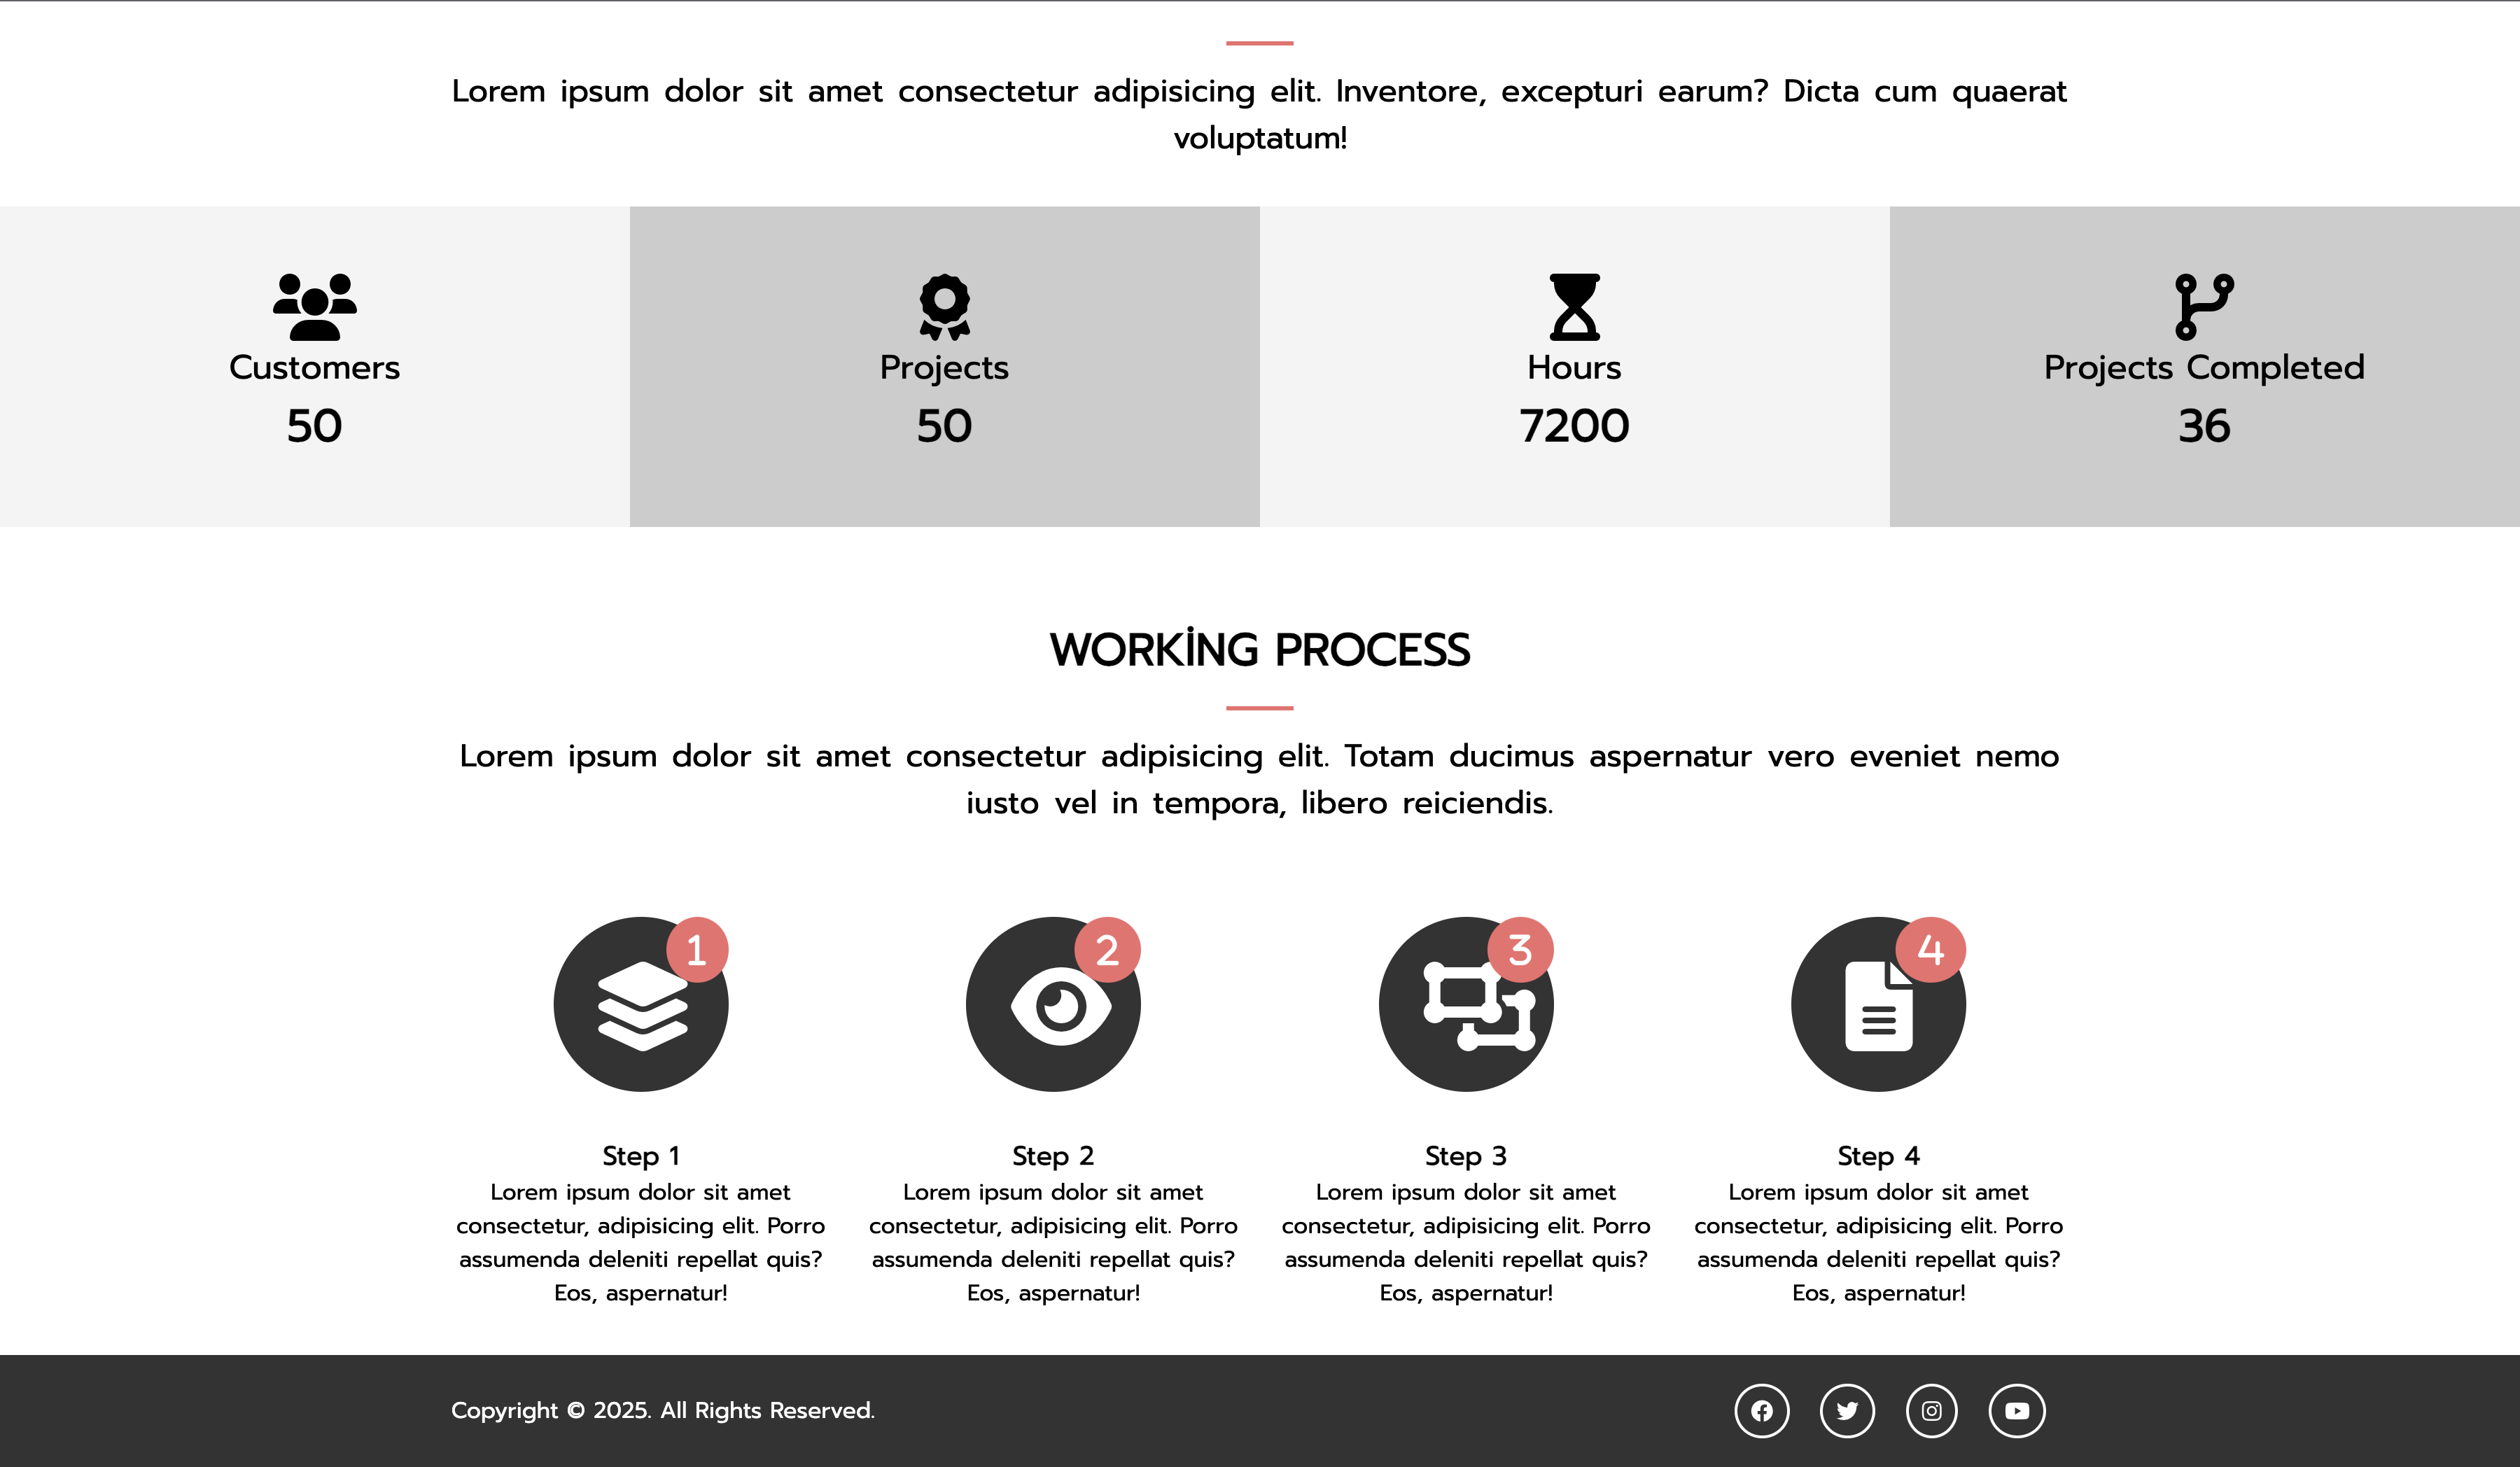 Lorem ipsum dolor sit amet consectetur adipisicing elit. Inventore, excepturi earum? Dicta cum quaerat
voluptatum!
Customers
50
Projects
50
Hours
7200
Projects Completed
36
WORKİNG PROCESS
Lorem ipsum dolor sit amet consectetur adipisicing elit. Totam ducimus aspernatur vero eveniet nemo
iusto vel in tempora, libero reiciendis.
1
2
3
4
Step 1
Lorem ipsum dolor sit amet
consectetur, adipisicing elit. Porro
assumenda deleniti repellat quis?
Eos, aspernatur!
Step 2
Lorem ipsum dolor sit amet
consectetur, adipisicing elit. Porro
assumenda deleniti repellat quis?
Eos, aspernatur!
Step 3
Lorem ipsum dolor sit amet
consectetur, adipisicing elit. Porro
assumenda deleniti repellat quis?
Eos, aspernatur!
Step 4
Lorem ipsum dolor sit amet
consectetur, adipisicing elit. Porro
assumenda deleniti repellat quis?
Eos, aspernatur!
Copyright © 2025. All Rights Reserved.